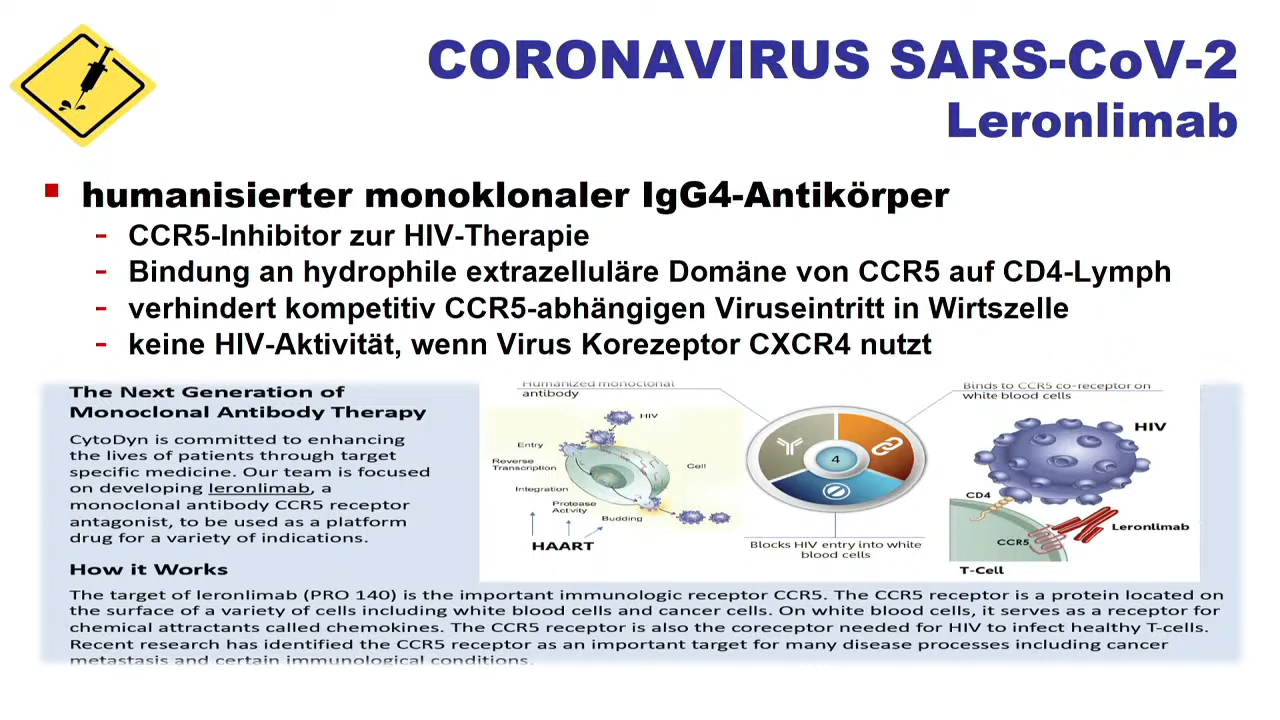 CORONAVIRUS SARS-CoV-2
Leronlimab
humanisierter monoklonaler IgG4-Antikörper
- CCR5-Inhibitor zur HIV-Therapie
- Bindung an hydrophile extrazelluläre Domäne von CCR5 auf CD4-Lymph
- verhindert kompetitiv CCR5-abhängigen Viruseintritt in Wirtszelle
- keine HIV-Aktivität, wenn Virus Korezeptor CXCR4 nutzt
The Next Generation of
Monoclonal Antibody Therapy
CytoDyn is committed to enhancing
the lives of patients through target
specific medicine. Our team is focused
on developing leronlimab, a
monoclonal antibody CCR5 receptor
antagonist, to be used as a platform
drug for a variety of indications.
Humanized monoclonal
antibody
HIV
Entry
Reverse
Transcription
Cell
Integration
Protease
Activity
Budding
HAART
4
Blocks HIV entry into white
blood cells
Binds to CCR5 co-receptor on
white blood cells
HIV
CD4
Leronlimab
CCR5
T-Cell
How it Works
The target of leronlimab (PRO 140) is the important immunologic receptor CCR5. The CCR5 receptor is a protein located on
the surface of a variety of cells including white blood cells and cancer cells. On white blood cells, it serves as a receptor for
chemical attractants called chemokines. The CCR5 receptor is also the coreceptor needed for HIV to infect healthy T-cells.
Recent research has identified the CCR5 receptor as an important target for many disease processes including cancer
metastasis and certain immunological conditions.